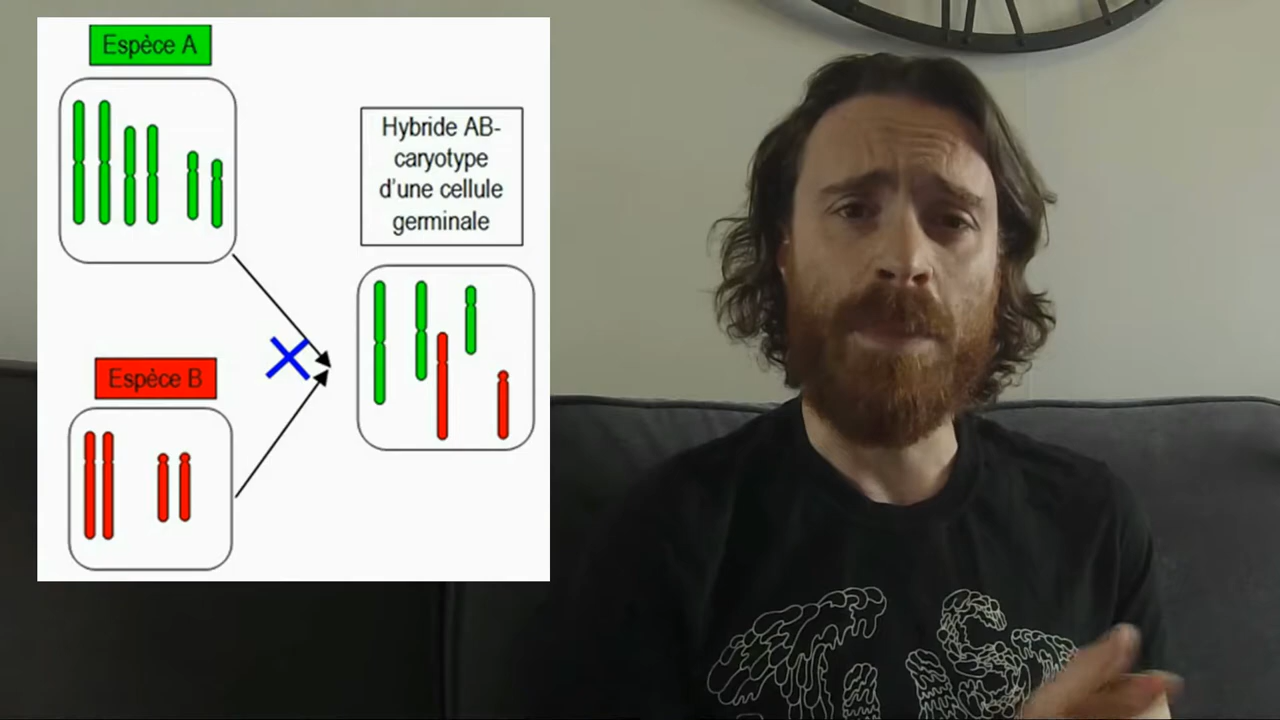 Espèce A
Hybride AB-
caryotype
d'une cellule
germinale
Espèce B